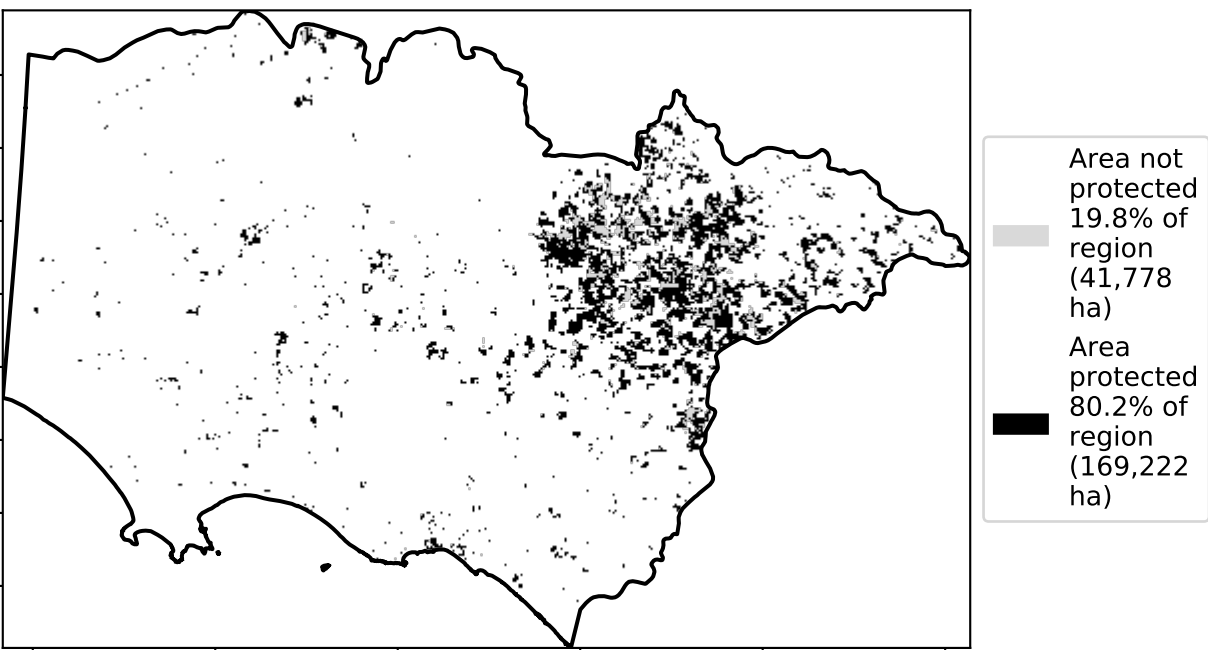 Area not
protected
19.8% of
region
(41,778
ha)
Area
protected
80.2% of
region
(169,222
ha)